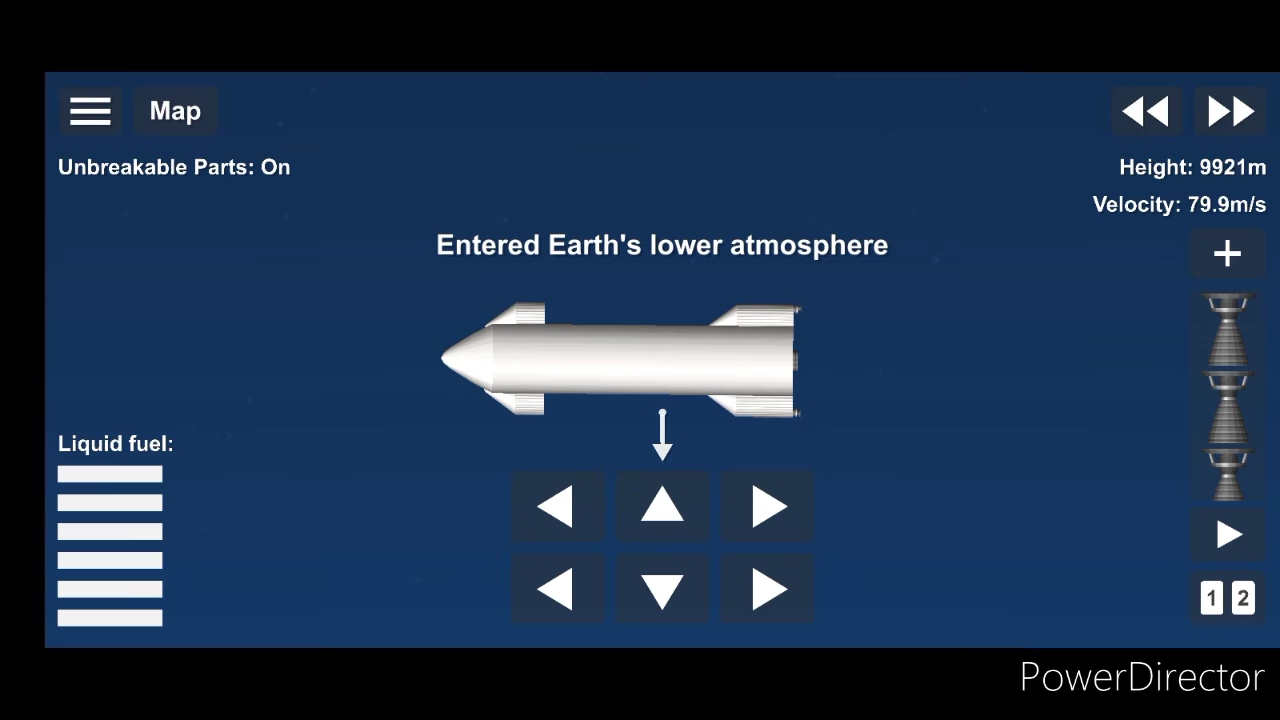 Map
Unbreakable Parts: On
Height: 9921m
Velocity: 79.9m/s
Entered Earth's lower atmosphere
Liquid fuel:
1 2
PowerDirector